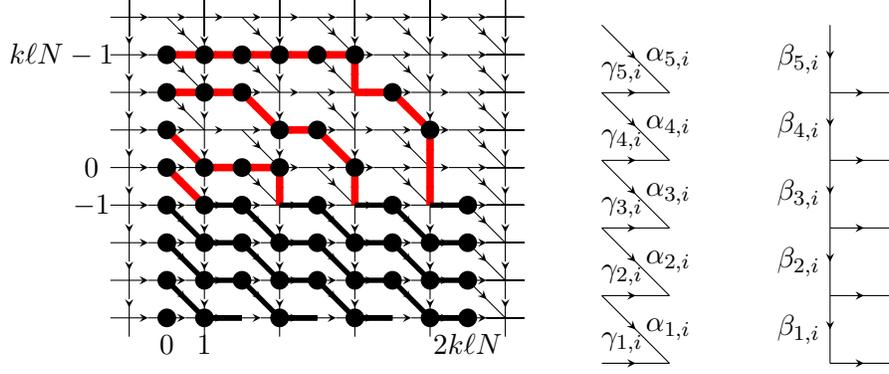 kℓN − 1
0
−1
0 1 2kℓN
γ5,i α5,i
γ4,i α4,i
γ3,i α3,i
γ2,i α2,i
γ1,i α1,i
β5,i
β4,i
β3,i
β2,i
β1,i